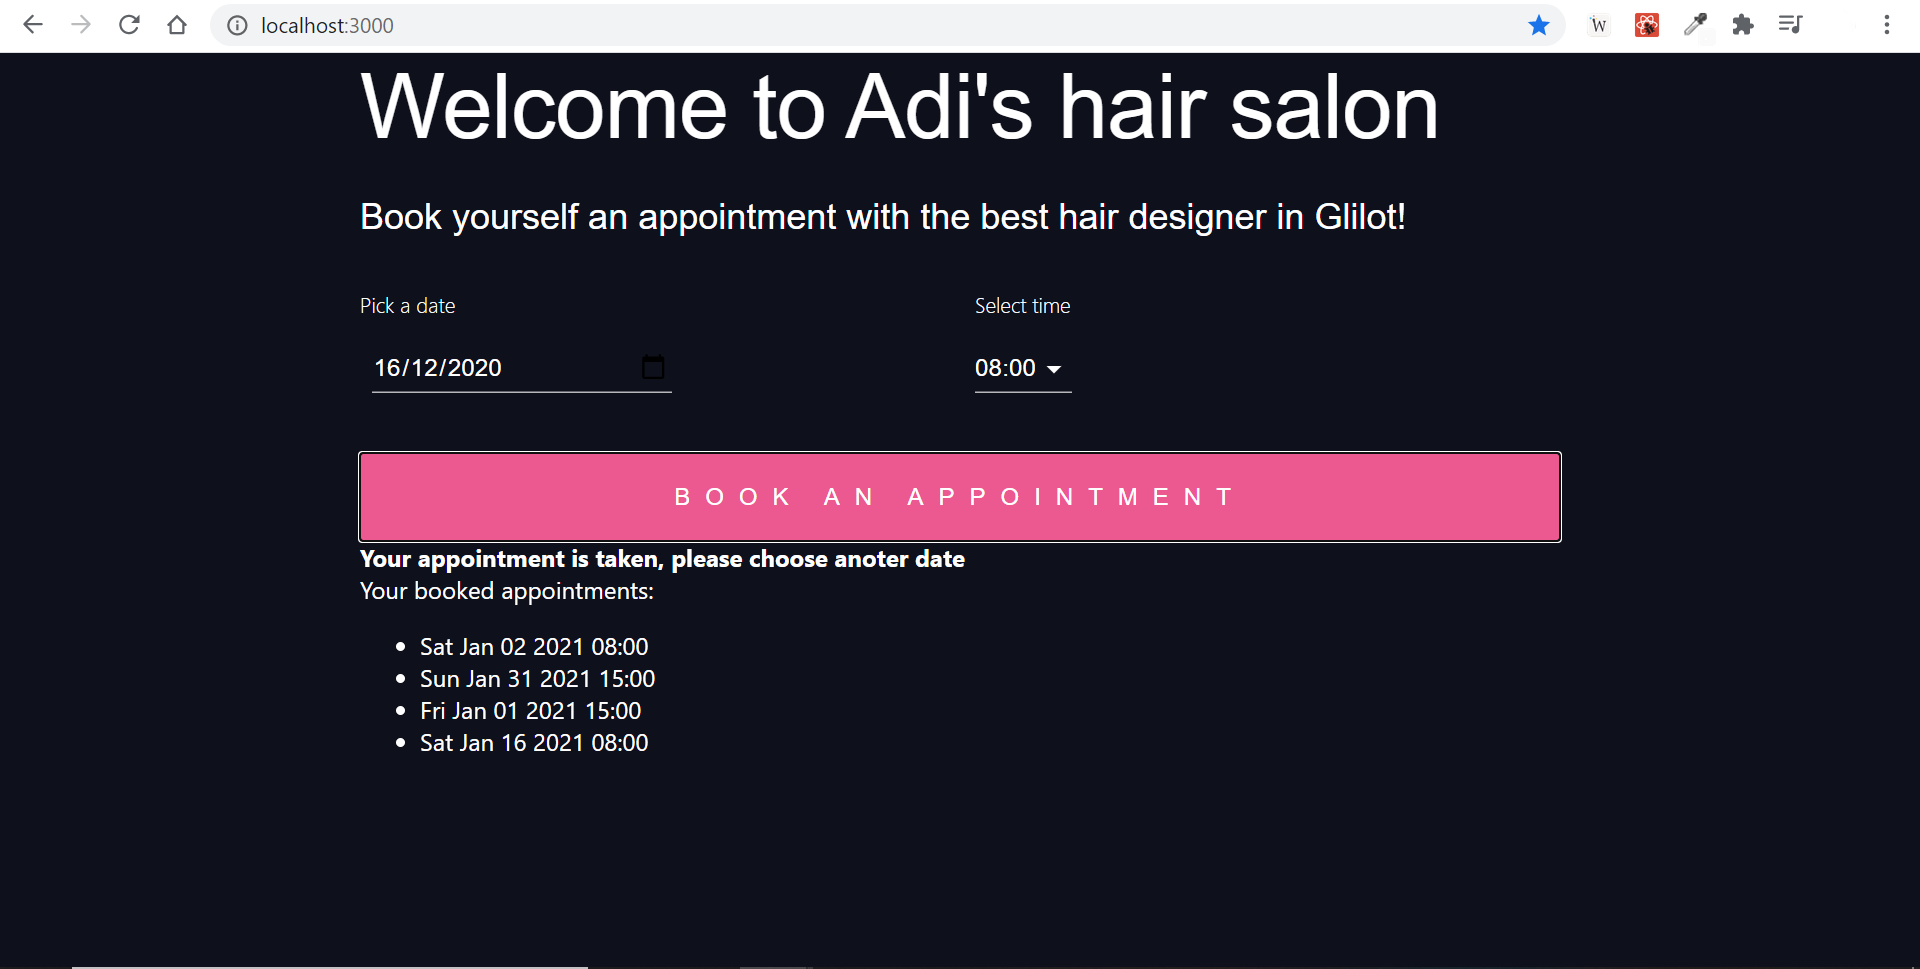 localhost:3000
W
Welcome to Adi's hair salon
Book yourself an appointment with the best hair designer in Glilot!
Pick a date
Select time
16/12/2020
08:00
BOOK AN APPOINTMENT
Your appointment is taken, please choose anoter date
Your booked appointments:
Sat Jan 02 2021 08:00
Sun Jan 31 2021 15:00
Fri Jan 01 2021 15:00
Sat Jan 16 2021 08:00